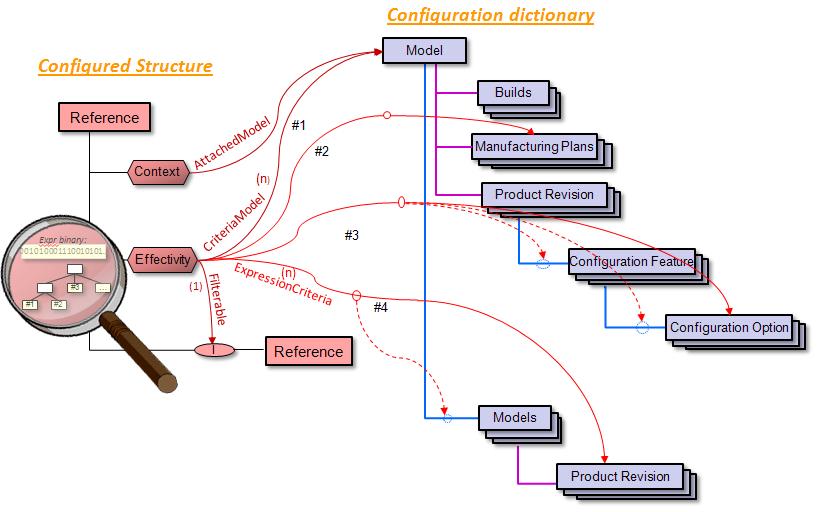 Configuration dictionary
Configured Structure
Model
Reference
Builds
AttachedModel
#1
#2
Manufacturing Plans
Context
(n)
CriteriaModel
Product Revision
#3
Expr binary:
001010001110010101.
#3
...
#1
#2
Effectivity
(n)
ExpressionCriteria
(1)
Filterable
#4
Configuration Feature
Configuration Option
I
Reference
Models
Product Revision